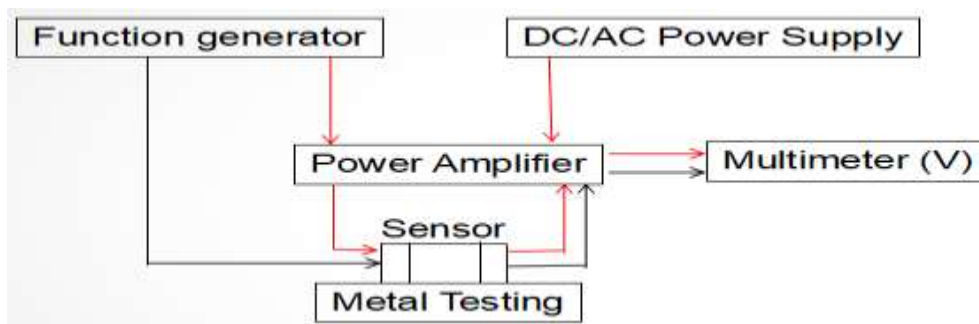 Function generator
DC/AC Power Supply
Power Amplifier
Multimeter (V)
Sensor
Metal Testing